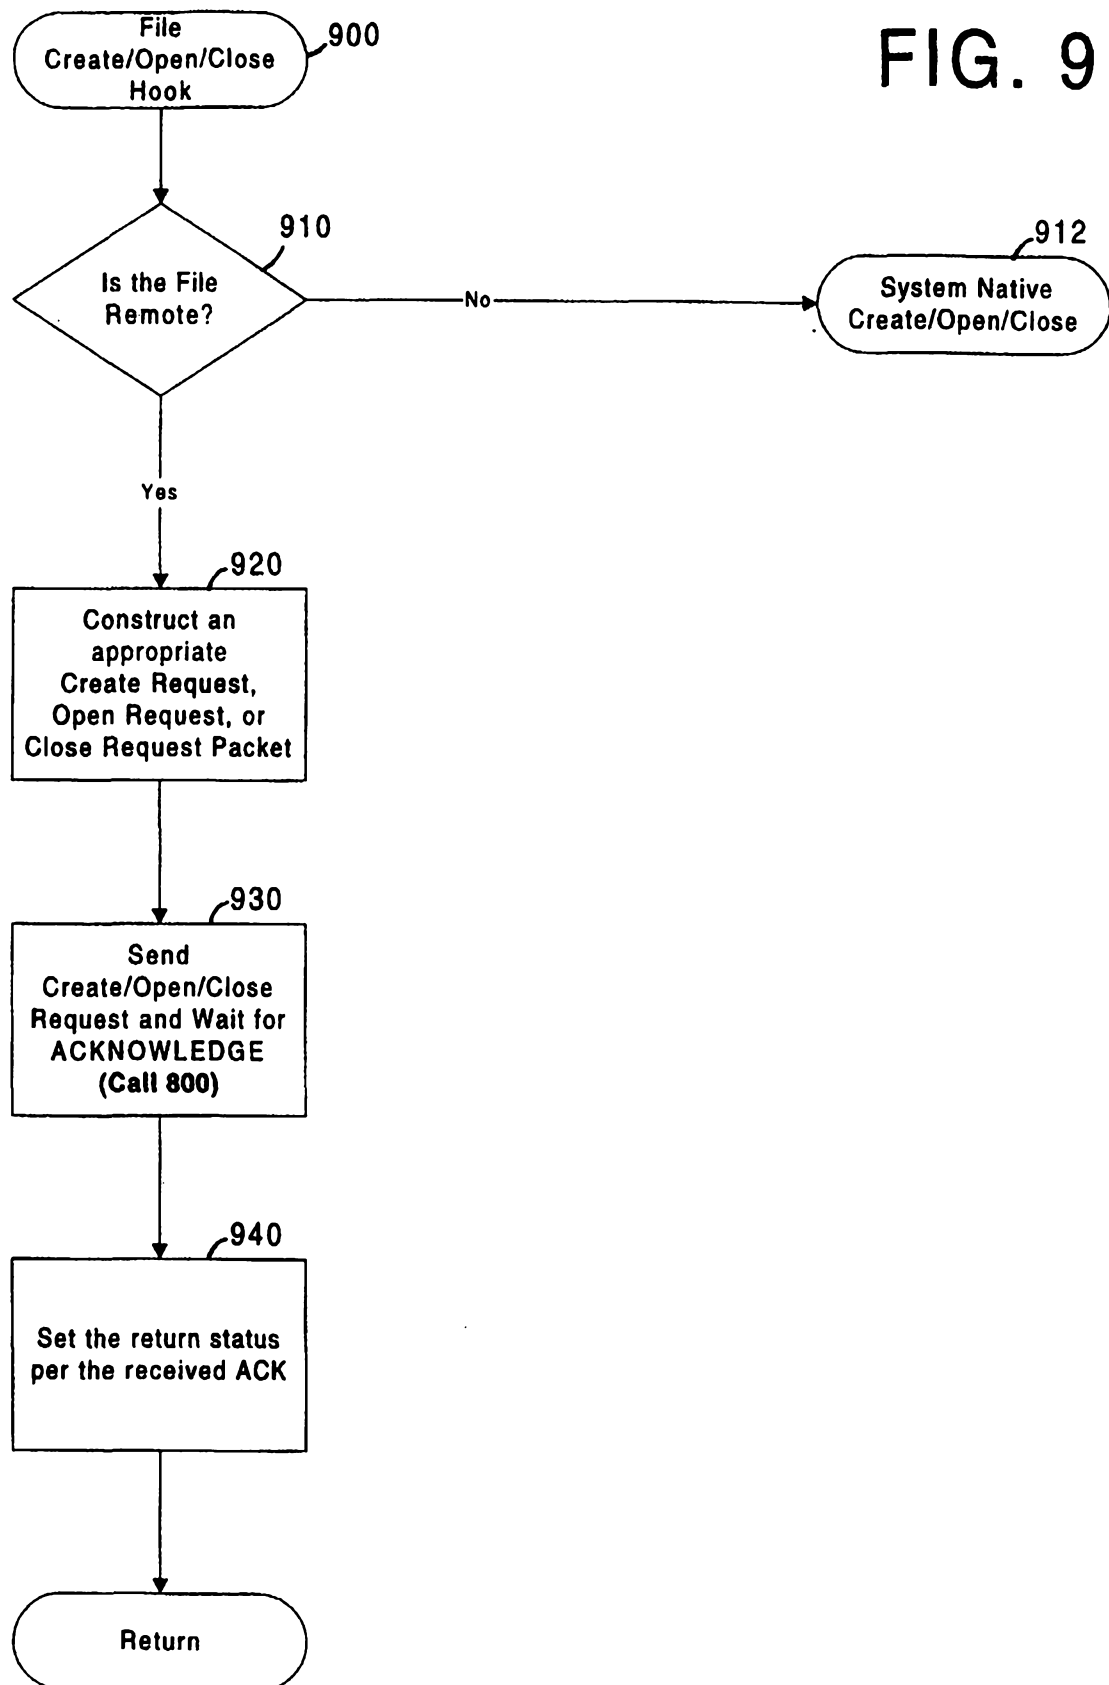 File
Create/Open/Close
Hook
900
FIG. 9
910
Is the File
Remote?
No
912
System Native
Create/Open/Close
Yes
920
Construct an
appropriate
Create Request,
Open Request, or
Close Request Packet
930
Send
Create/Open/Close
Request and Wait for
ACKNOWLEDGE
(Call 800)
940
Set the return status
per the received ACK
Return